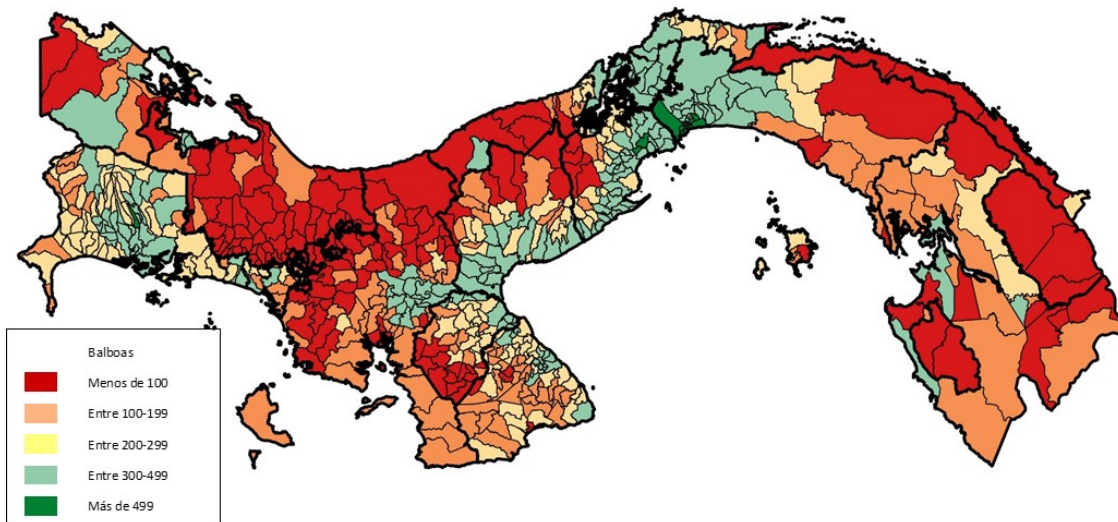 Balboas
Menos de 100
Entre 100-199
Entre 200-299
Entre 300-499
Más de 499